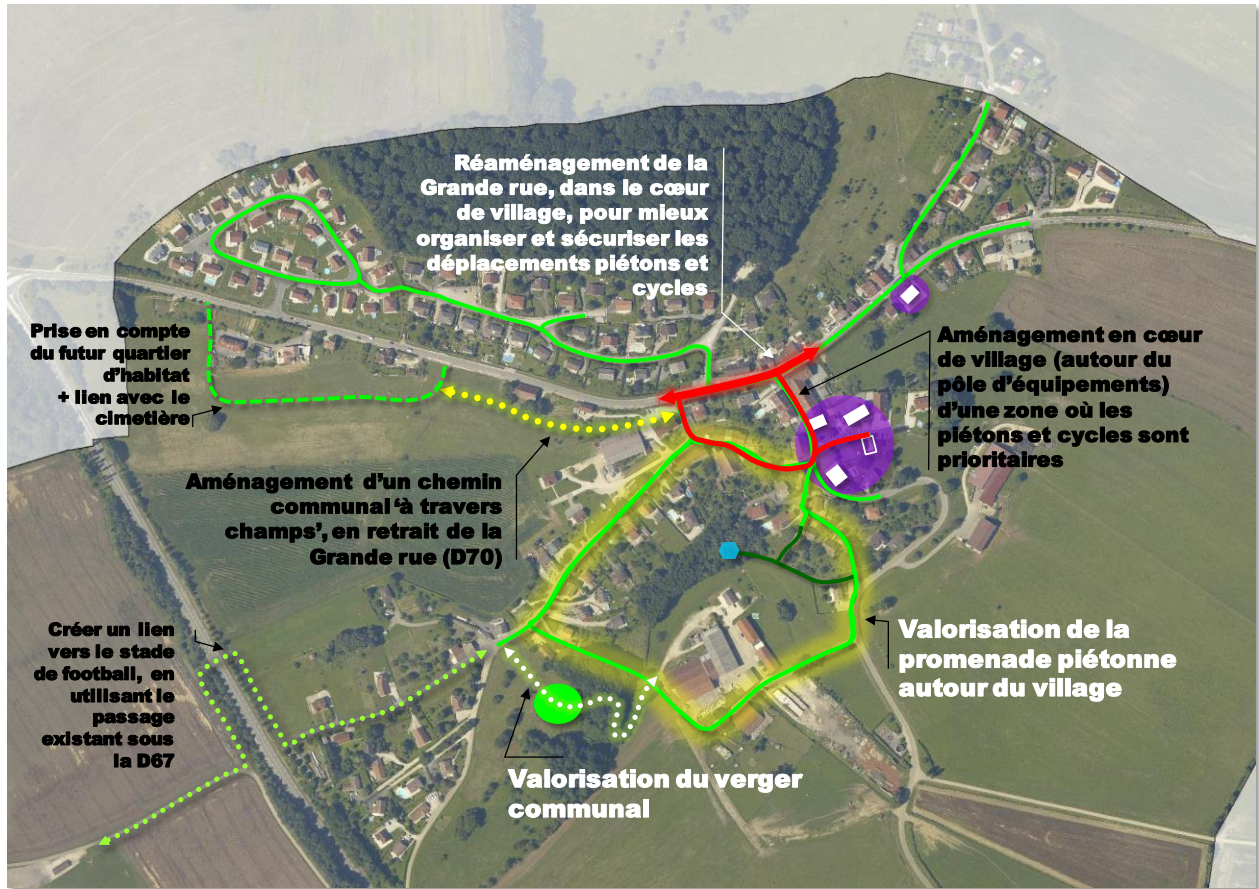 Réaménagement de la
Grande rue, dans le cœur
de village, pour mieux
organiser et sécuriser les
déplacements piétons et
cycles
Prise en compte
du futur quartier
d'habitat
+ lien avec le
cimetière
Aménagement en cœur
de village (autour du
pôle d'équipements)
d'une zone où les
piétons et cycles sont
prioritaires
Aménagement d'un chemin
communal 'à travers
champs', en retrait de la
Grande rue (D70)
Créer un lien
vers le stade
de football, en
utilisant le
passage
existant sous
la D67
Valorisation de la
promenade piétonne
autour du village
Valorisation du verger
communal